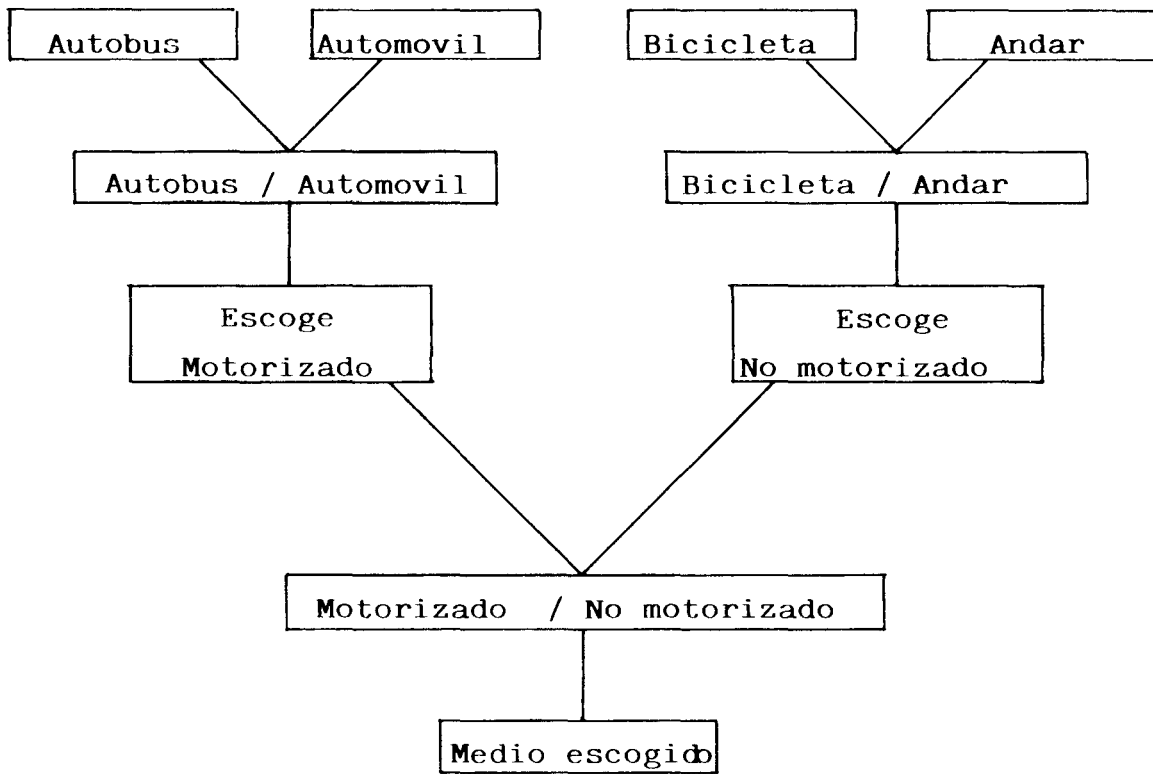 Autobus
Automovil
Bicicleta
Andar
Autobus / Automovil
Bicicleta / Andar
Escoge
Motorizado
Escoge
No motorizado
Motorizado / No motorizado
Medio escogido